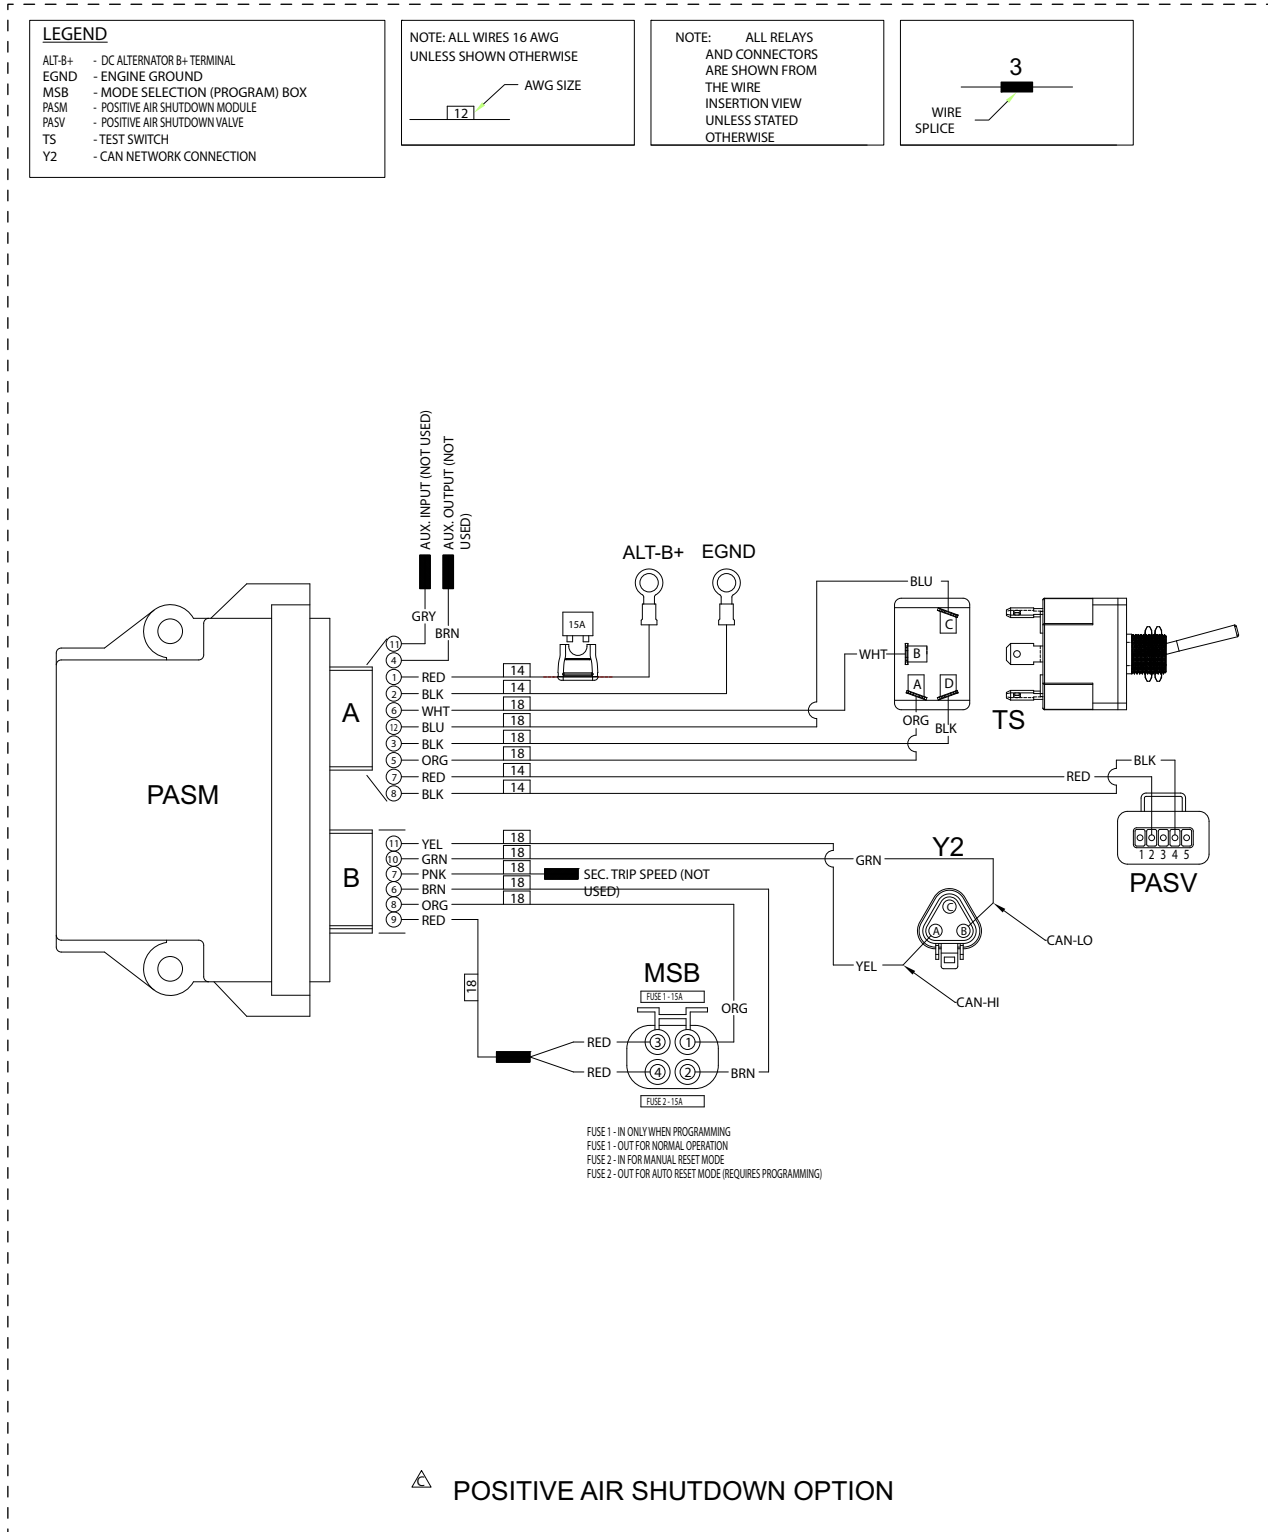 LEGEND
ALT-B+ - DC ALTERNATOR B+ TERMINAL
EGND - ENGINE GROUND
MSB - MODE SELECTION (PROGRAM) BOX
PASM - POSITIVE AIR SHUTDOWN MODULE
PASV - POSITIVE AIR SHUTDOWN VALVE
TS - TEST SWITCH
Y2 - CAN NETWORK CONNECTION
NOTE: ALL WIRES 16 AWG
UNLESS SHOWN OTHERWISE
AWG SIZE
12
NOTE: ALL RELAYS
AND CONNECTORS
ARE SHOWN FROM
THE WIRE
INSERTION VIEW
UNLESS STATED
OTHERWISE
3
WIRE
SPLICE
AUX. INPUT (NOT USED)
AUX. OUTPUT (NOT
USED)
GRY
BRN
ALT-B+
EGND
15A
PASM
A
11
4
1 RED 14
2 BLK 14
6 WHT 18
12 BLU 18
3 BLK 18
5 ORG 18
7 RED 14
8 BLK 14
BLU
WHT
C
B
A
D
ORG
BLK
TS
RED
BLK
1 2 3 4 5
PASV
B
11 YEL 18
10 GRN 18
7 PNK 18
6 BRN 18
8 ORG 18
9 RED
18
SEC. TRIP SPEED (NOT
USED)
Y2
GRN
C
A
B
YEL
CAN-LO
CAN-HI
MSB
FUSE 1 - 15A
ORG
RED
3
1
RED
4
2
BRN
FUSE 2 - 15A
FUSE 1 - IN ONLY WHEN PROGRAMMING
FUSE 1 - OUT FOR NORMAL OPERATION
FUSE 2 - IN FOR MANUAL RESET MODE
FUSE 2 - OUT FOR AUTO RESET MODE (REQUIRES PROGRAMMING)
C POSITIVE AIR SHUTDOWN OPTION